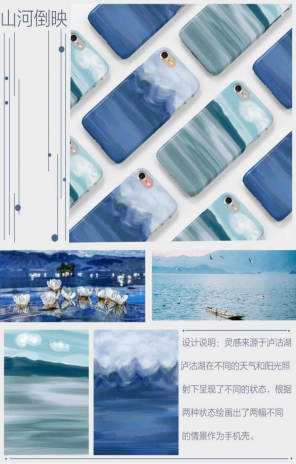 山河倒映
设计说明：灵感来源于泸沽湖
泸沽湖在不同的天气和阳光照
射下呈现了不同的状态，根据
两种状态绘画出了两幅不同
的情景作为手机壳。